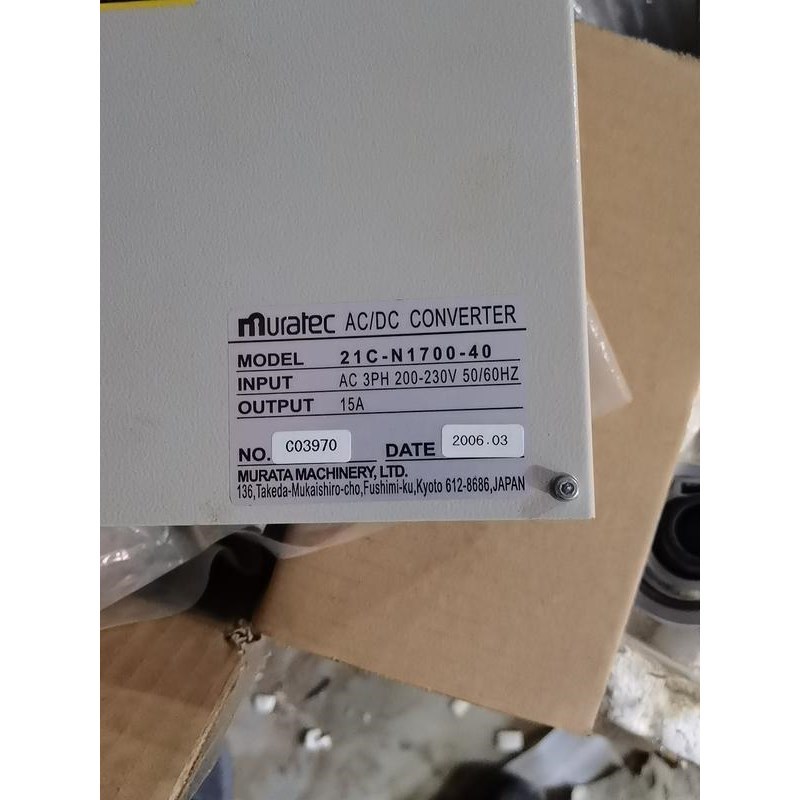 muratec AC/DC CONVERTER
MODEL 21C-N1700-40
INPUT AC 3PH 200-230V 50/60HZ
OUTPUT 15A
NO. C03970 DATE 2006.03
MURATA MACHINERY, LTD.
136,Takeda-Mukaishiro-cho,Fushimi-ku,Kyoto 612-8686,JAPAN